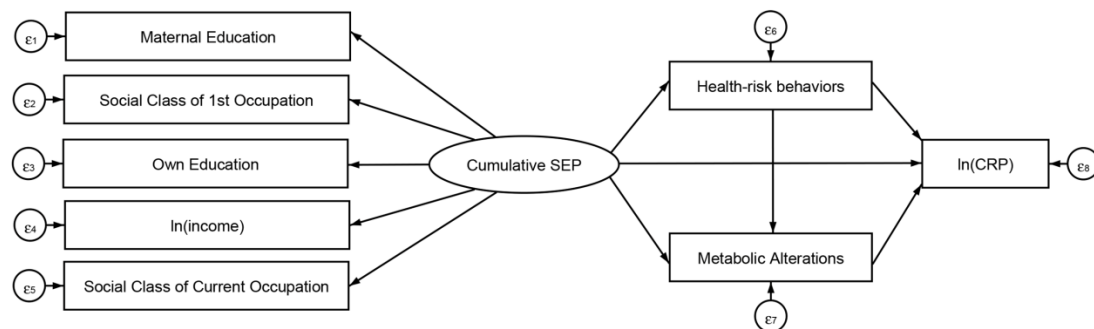 ε1
Maternal Education
ε2
Social Class of 1st Occupation
ε3
Own Education
ε4
ln(income)
ε5
Social Class of Current Occupation
Cumulative SEP
ε6
Health-risk behaviors
Metabolic Alterations
ε7
ln(CRP)
ε8